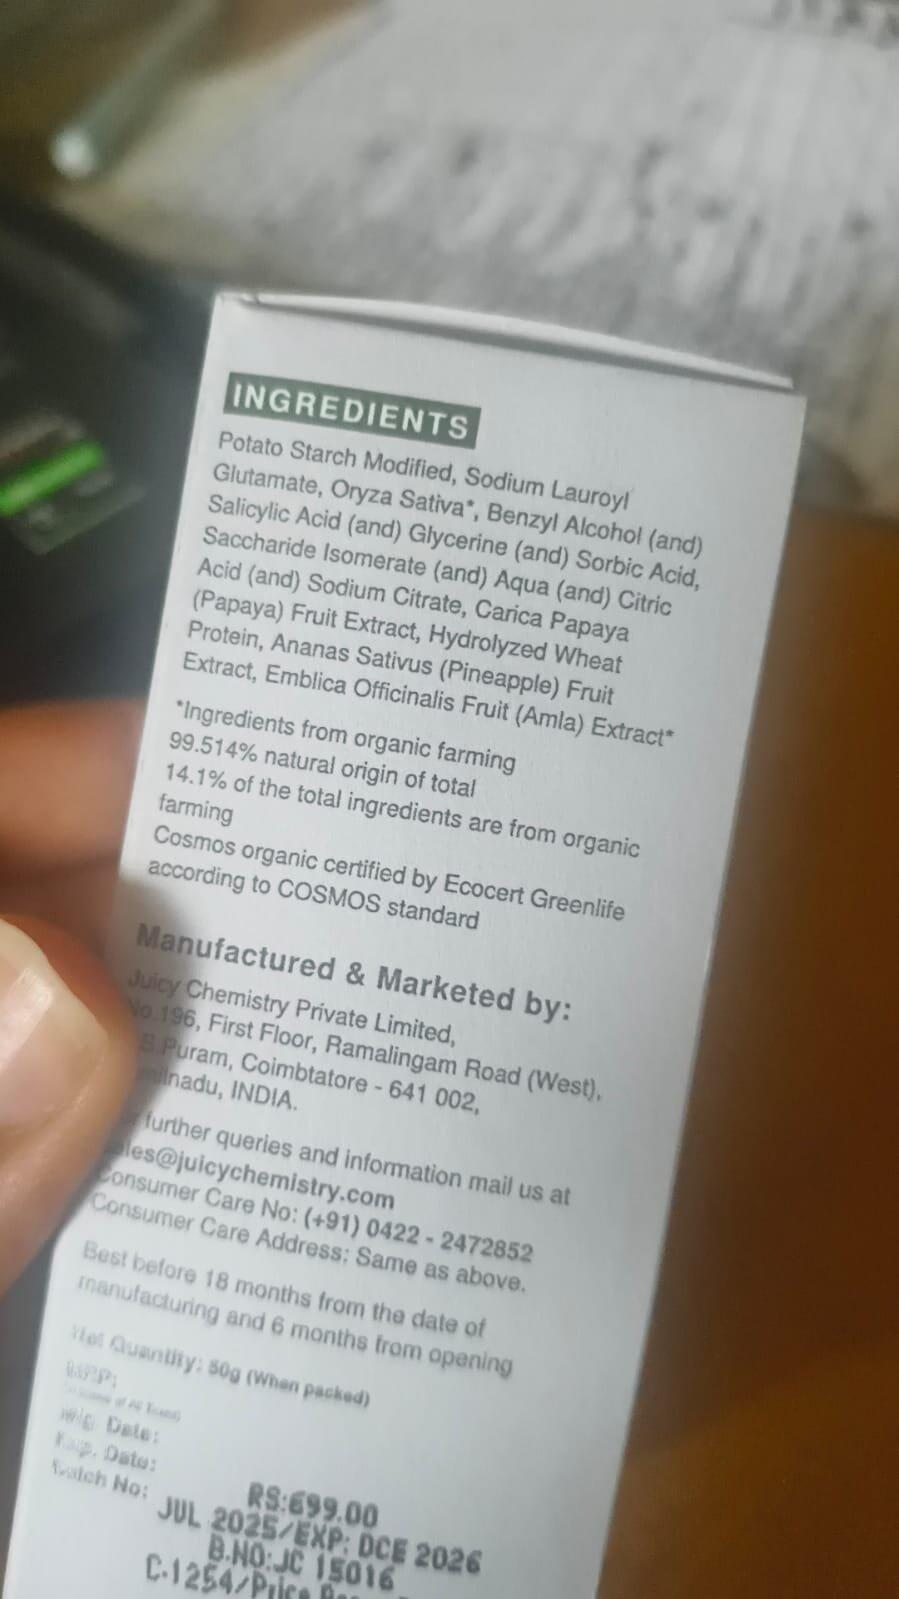 INGREDIENTS
Potato Starch Modified, Sodium Lauroyl
Glutamate, Oryza Sativa*, Benzyl Alcohol (and)
Salicylic Acid (and) Glycerine (and) Sorbic Acid,
Saccharide Isomerate (and) Aqua (and) Citric
Acid (and) Sodium Citrate, Carica Papaya
(Papaya) Fruit Extract, Hydrolyzed Wheat
Protein, Ananas Sativus (Pineapple) Fruit
Extract, Emblica Officinalis Fruit (Amla) Extract*
*Ingredients from organic farming
99.514% natural origin of total
14.1% of the total ingredients are from organic
farming
Cosmos organic certified by Ecocert Greenlife
according to COSMOS standard
Manufactured & Marketed by:
Juicy Chemistry Private Limited,
No.196, First Floor, Ramalingam Road (West),
S.Puram, Coimbtatore - 641 002,
INDIA.
further queries and information mail us at
sales@juicychemistry.com
Consumer Care No: (+91) 0422 - 2472852
Consumer Care Address: Same as above.
Best before 18 months from the date of
manufacturing and 6 months from opening
Net Quantity: 50g (When packed)
Mfg. Date:
Exp. Date:
Batch No:
RS:699.00
JUL 2025/EXP: DCE 2026
B.NO:JC 15016
C-1254/Price